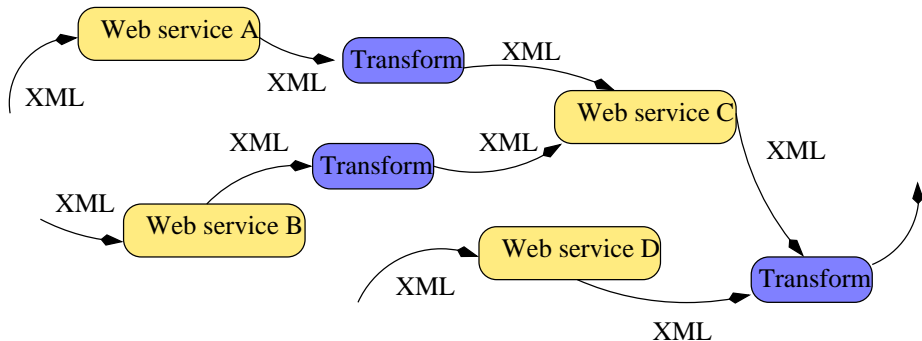 Web service A
XML
XML
Transform
XML
Web service C
XML
XML
Transform
XML
XML
Web service B
Web service D
XML
XML
Transform